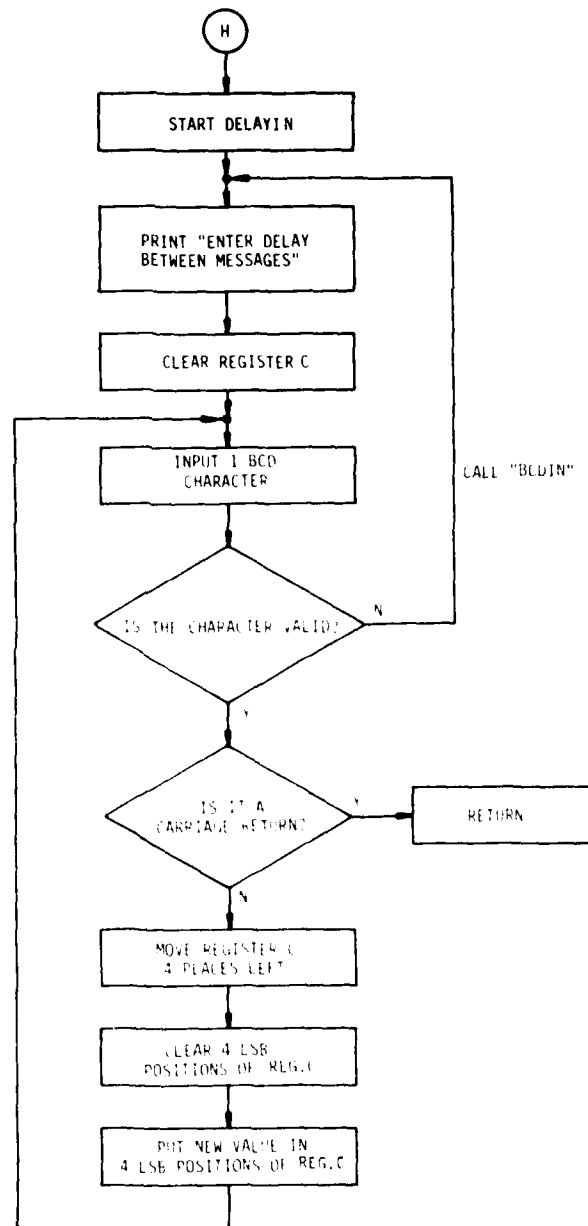 H
START DELAYIN
PRINT "ENTER DELAY
BETWEEN MESSAGES"
CLEAR REGISTER C
INPUT 1 BCD
CHARACTER
CALL "BCDIN"
IS THE CHARACTER VALID?
N
Y
IS IT A
CARRIAGE RETURN?
Y
RETURN
N
MOVE REGISTER C
4 PLACES LEFT
CLEAR 4 LSB
POSITIONS OF REG.C
PUT NEW VALUE IN
4 LSB POSITIONS OF REG.C